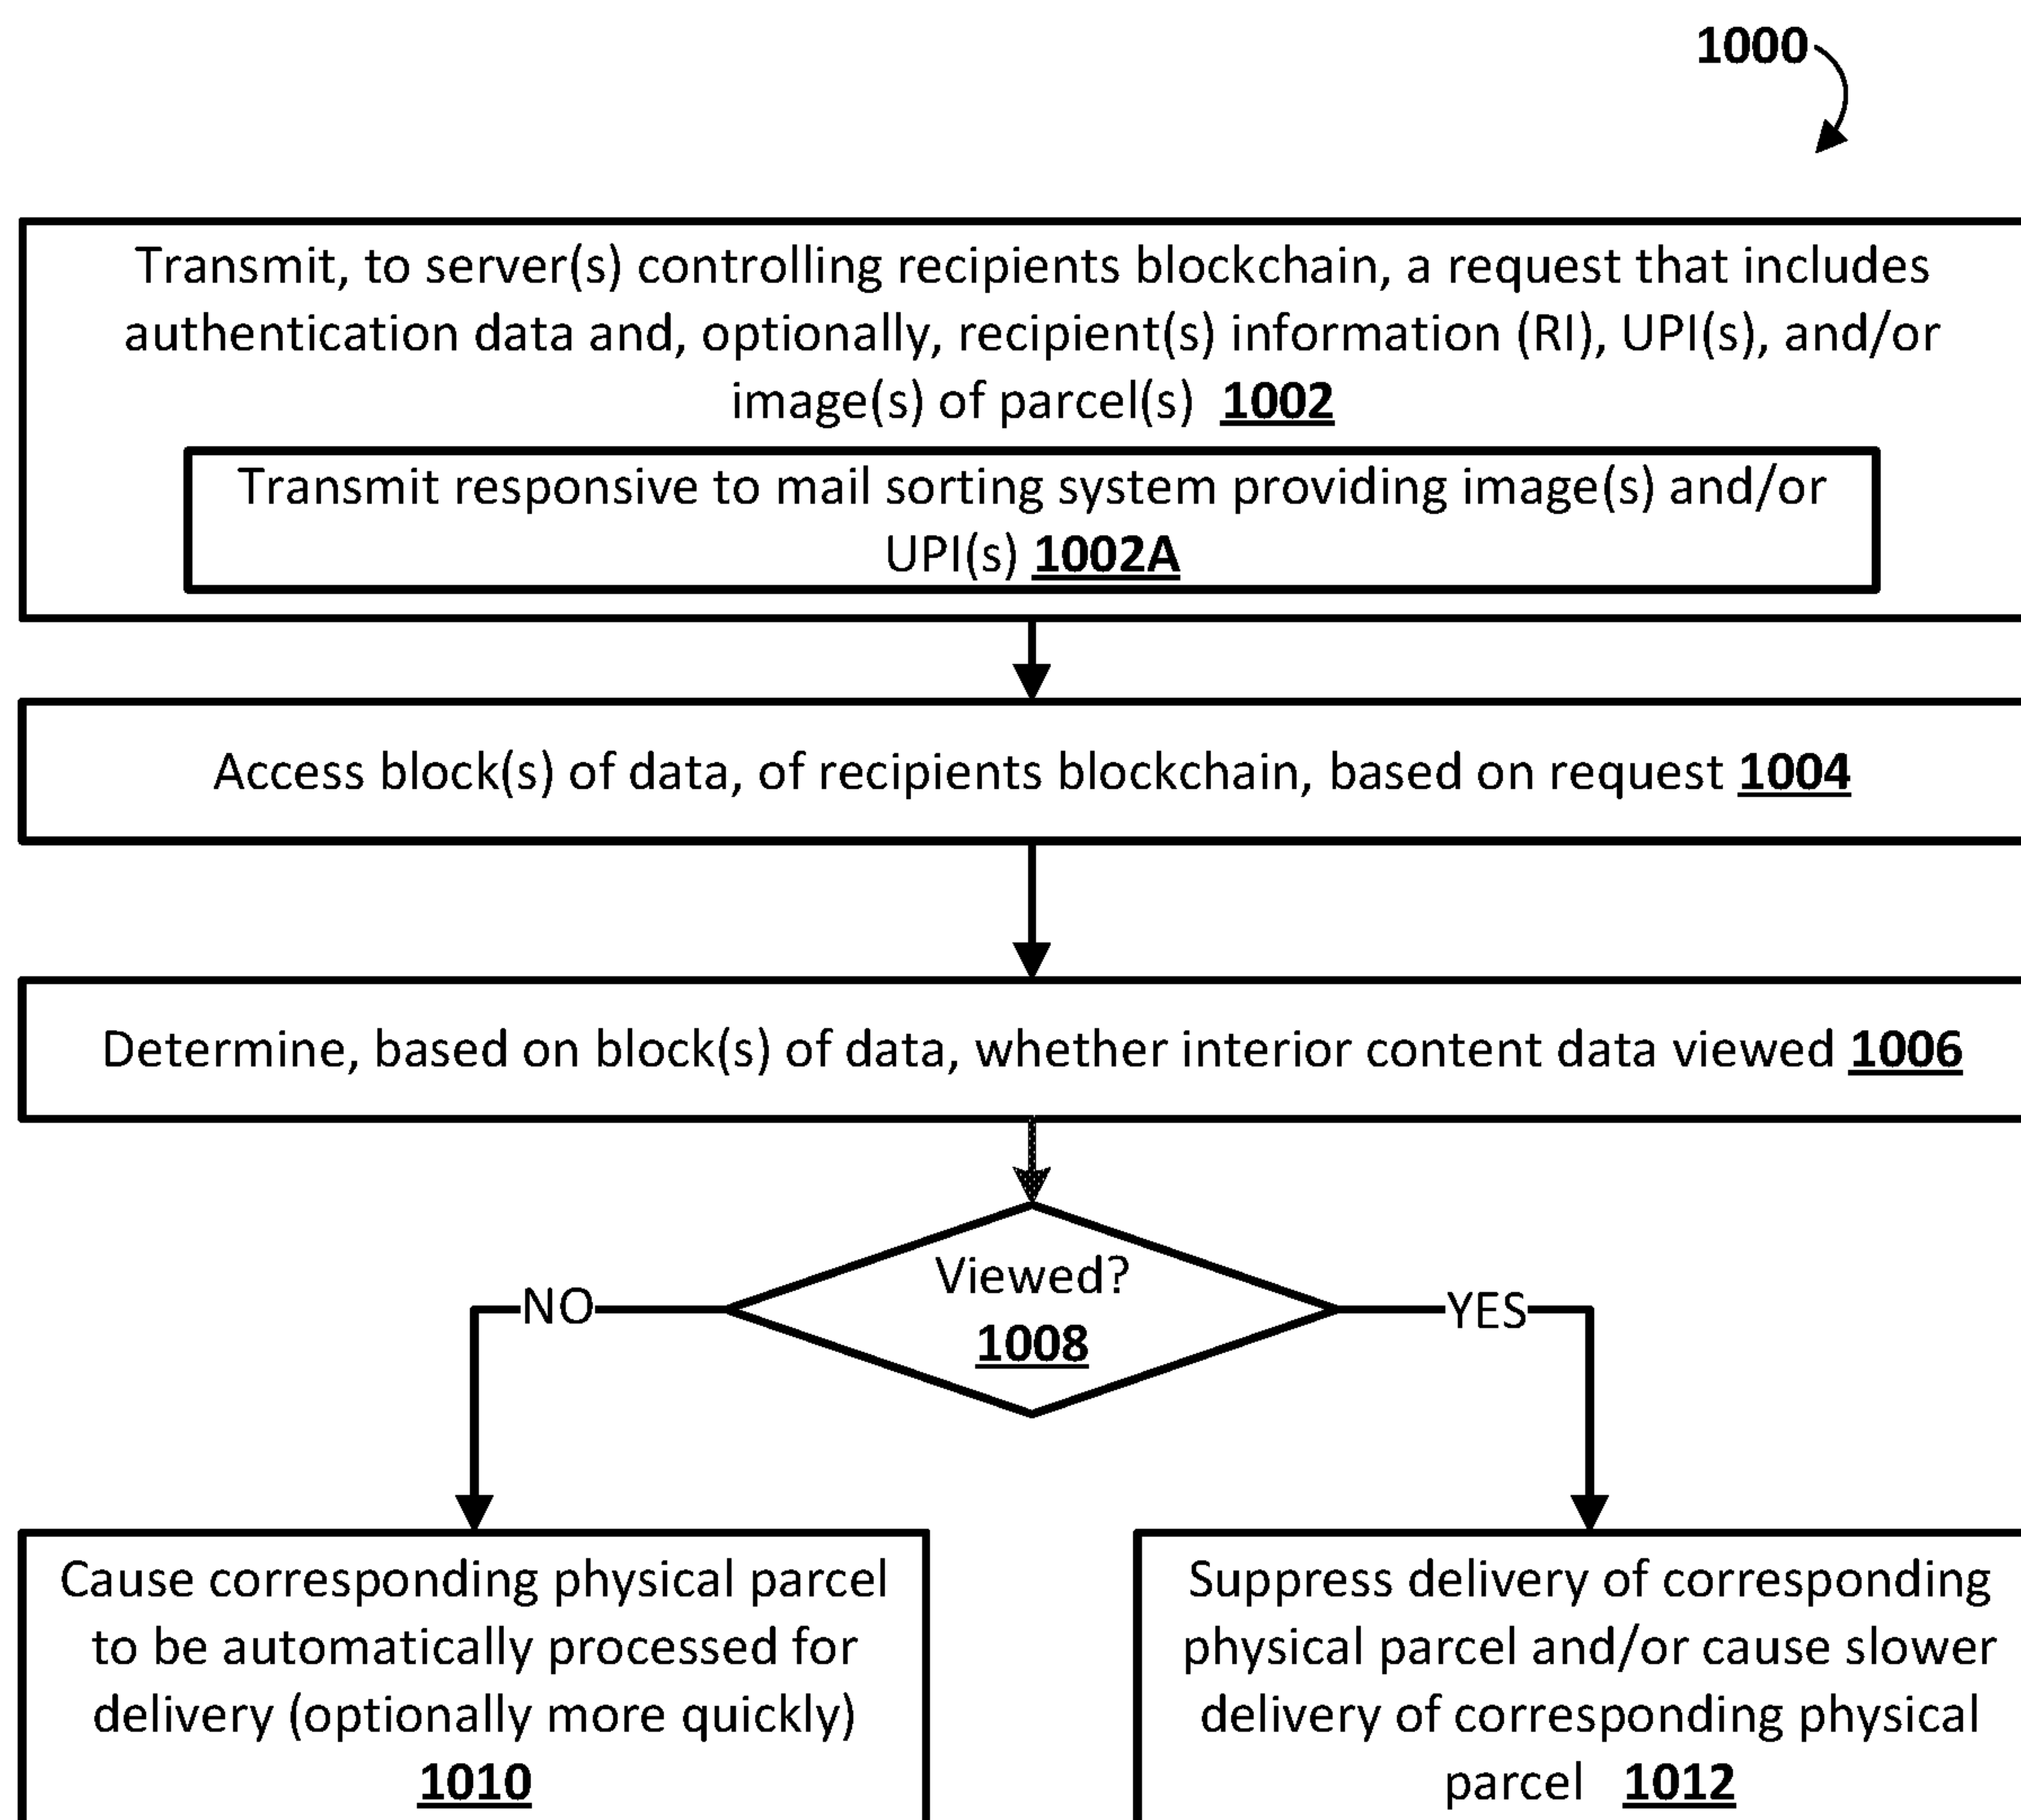 1000
Transmit, to server(s) controlling recipients blockchain, a request that includes
authentication data and, optionally, recipient(s) information (RI), UPI(s), and/or
image(s) of parcel(s) 1002
Transmit responsive to mail sorting system providing image(s) and/or
UPI(s) 1002A
Access block(s) of data, of recipients blockchain, based on request 1004
Determine, based on block(s) of data, whether interior content data viewed 1006
Viewed?
1008
NO
YES
Cause corresponding physical parcel
to be automatically processed for
delivery (optionally more quickly)
1010
Suppress delivery of corresponding
physical parcel and/or cause slower
delivery of corresponding physical
parcel 1012